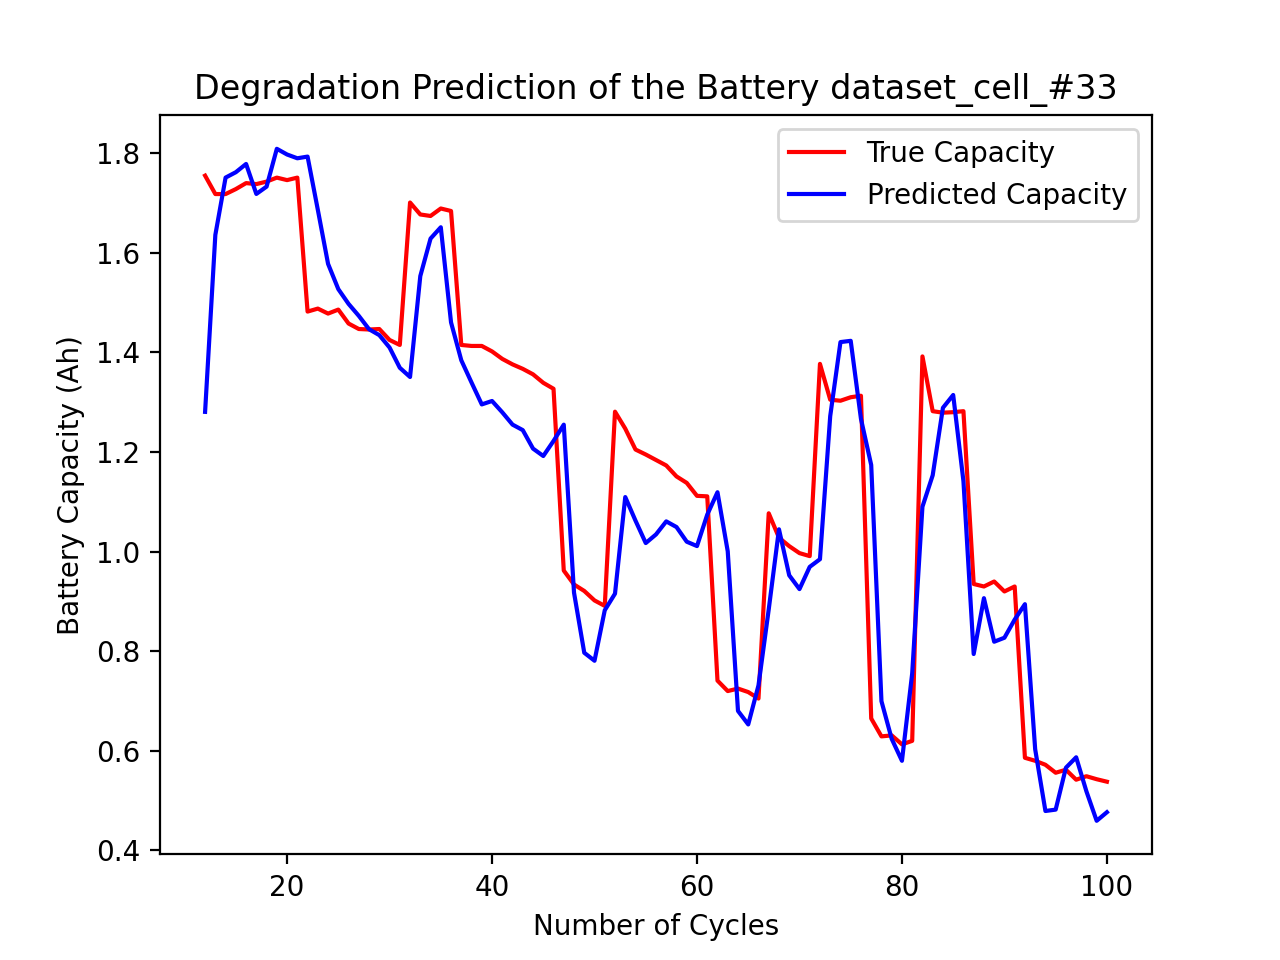 Degradation Prediction of the Battery dataset_cell_#33
True Capacity
Predicted Capacity
1.8
1.6
1.4
1.2
1.0
0.8
0.6
0.4
Battery Capacity (Ah)
20 40 60 80 100
Number of Cycles